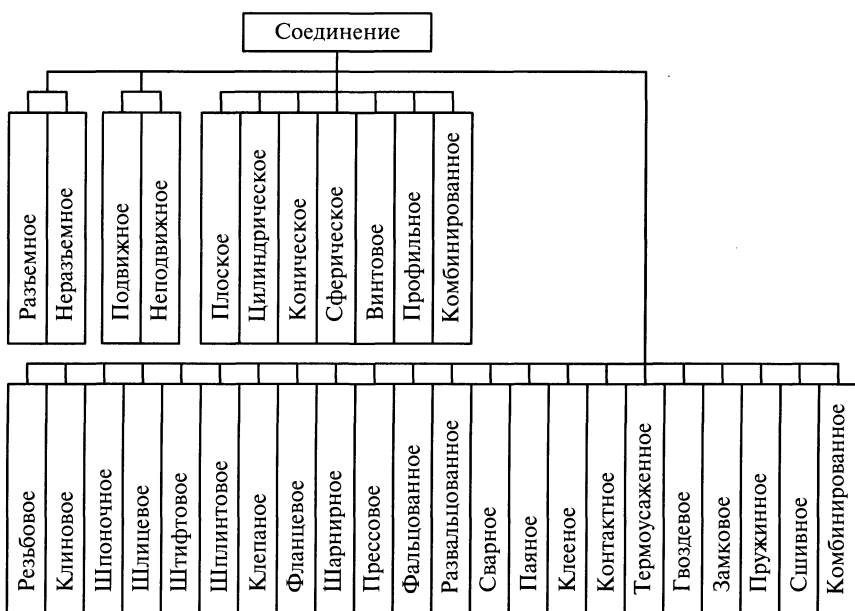 Соединение
Разъемное
Неразъемное
Подвижное
Неподвижное
Плоское
Цилиндрическое
Коническое
Сферическое
Винтовое
Профильное
Комбинированное
Резьбовое
Клиновое
Шпоночное
Шлицевое
Штифтовое
Шплинтовое
Клепаное
Фланцевое
Шарнирное
Прессовое
Фальцованное
Развальцованное
Сварное
Паяное
Клееное
Контактное
Термоусаженное
Гвоздевое
Замковое
Пружинное
Сшивное
Комбинированное